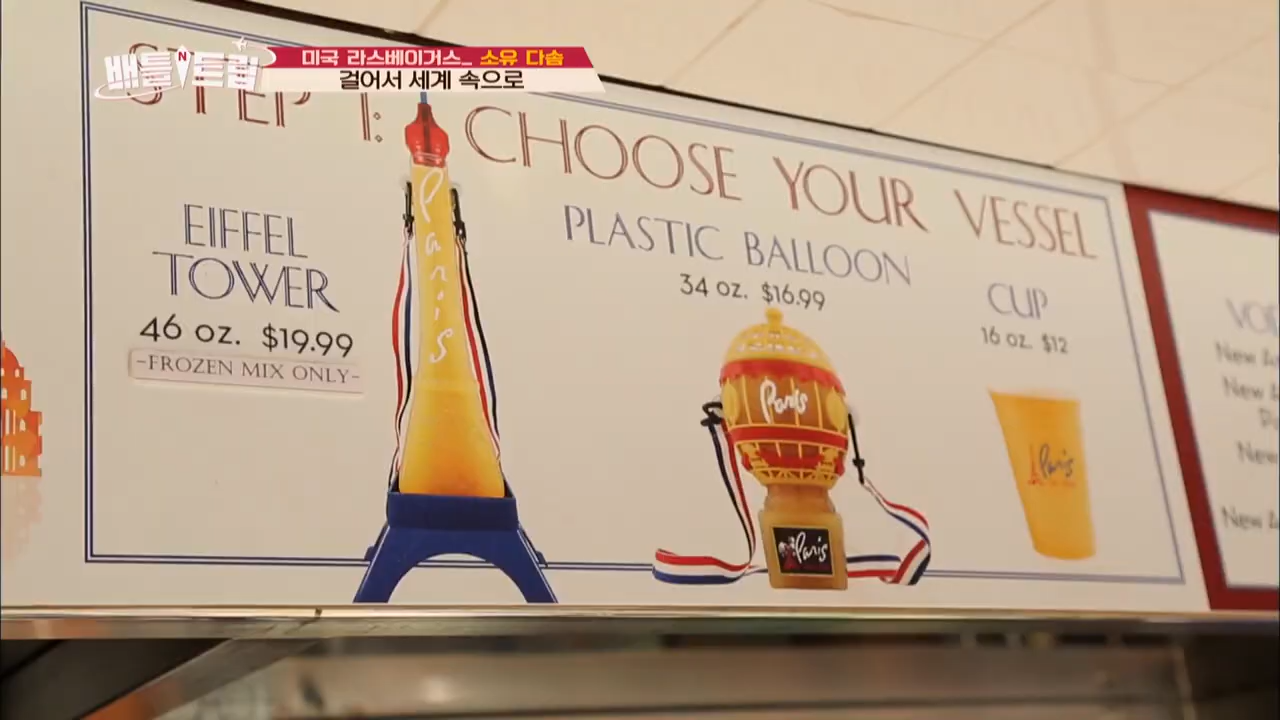 배틀트립
미국 라스베이거스_ 소유 다솜
걸어서 세계 속으로
STEP 1: CHOOSE YOUR VESSEL
EIFFEL
TOWER
46 oz. $19.99
-FROZEN MIX ONLY-
Paris
PLASTIC BALLOON
34 oz. $16.99
Paris
Paris
CUP
16 oz. $12
Paris
New
New
New
New